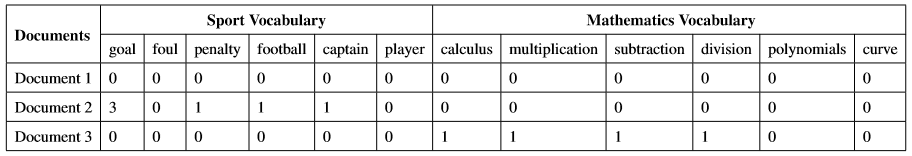 Documents Sport Vocabulary Mathematics Vocabulary
goal foul penalty football captain player calculus multiplication subtraction division polynomials curve
Document 1 0 0 0 0 0 0 0 0 0 0 0 0
Document 2 3 0 1 1 1 0 0 0 0 0 0 0
Document 3 0 0 0 0 0 0 1 1 1 1 0 0